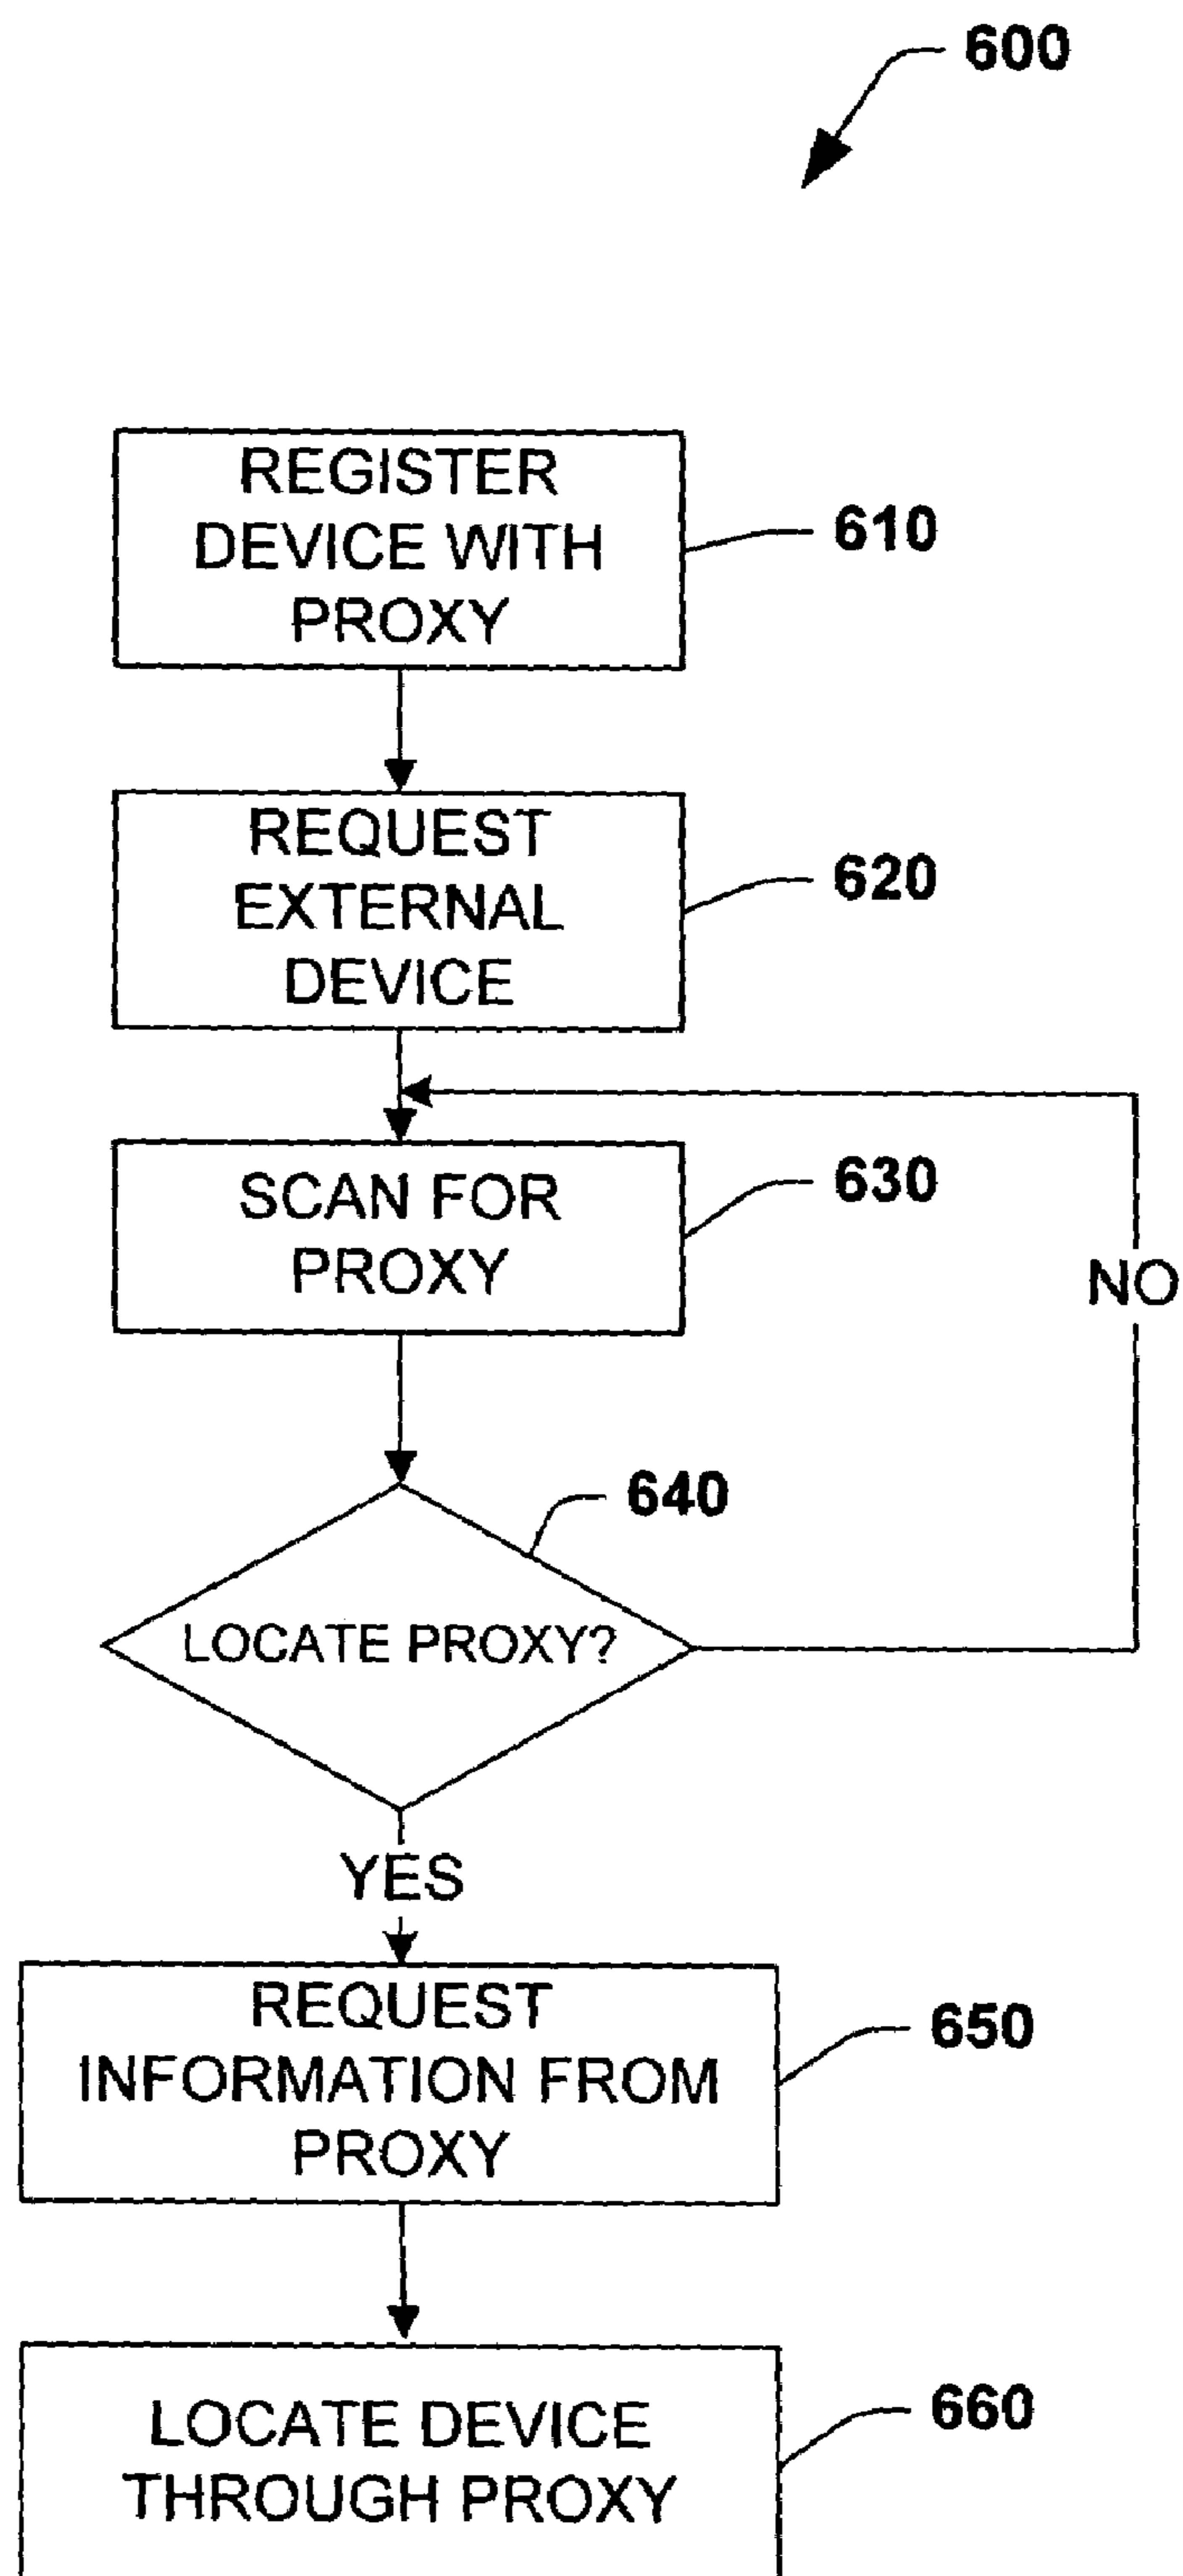 600
REGISTER
DEVICE WITH
PROXY
610
REQUEST
EXTERNAL
DEVICE
620
SCAN FOR
PROXY
630
NO
640
LOCATE PROXY?
YES
REQUEST
INFORMATION FROM
PROXY
650
LOCATE DEVICE
THROUGH PROXY
660